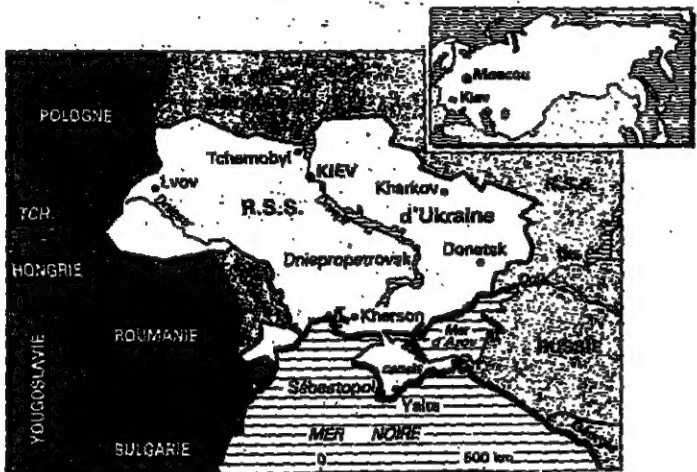 Moscou
Kiev
POLOGNE
Tchernobyl
KIEV
Lvov
Kharkov
R.S.S.
d'Ukraine
TCH.
Dniepropetrovsk
Donetsk
HONGRIE
Kherson
ROUMANIE
Mer
d'Azov
YOUGOSLAVIE
Sébastopol
Yalta
MER NOIRE
BULGARIE
0 500 km